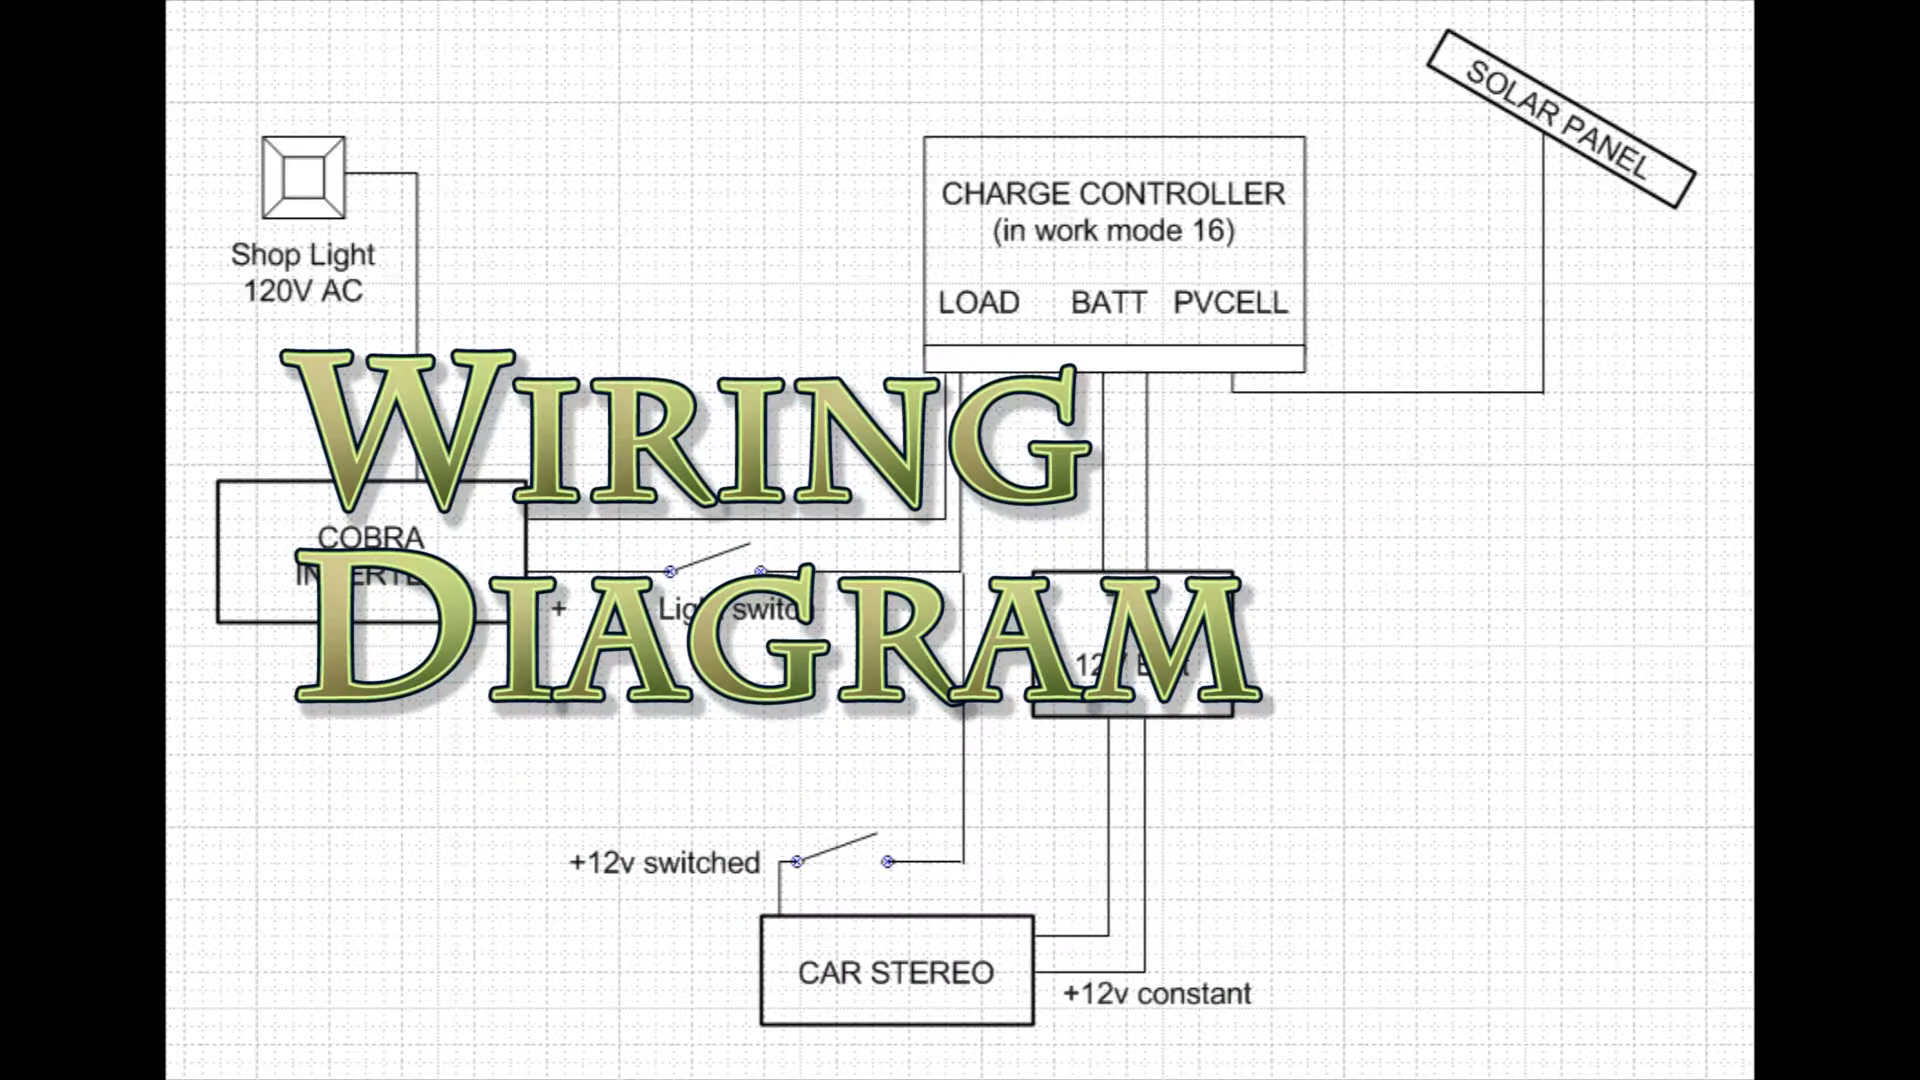 SOLAR PANEL
CHARGE CONTROLLER
(in work mode 16)
LOAD BATT PVCELL
Shop Light
120V AC
WIRING
COBRA
DIAGRAM
+
+12v switched
CAR STEREO
+12v constant